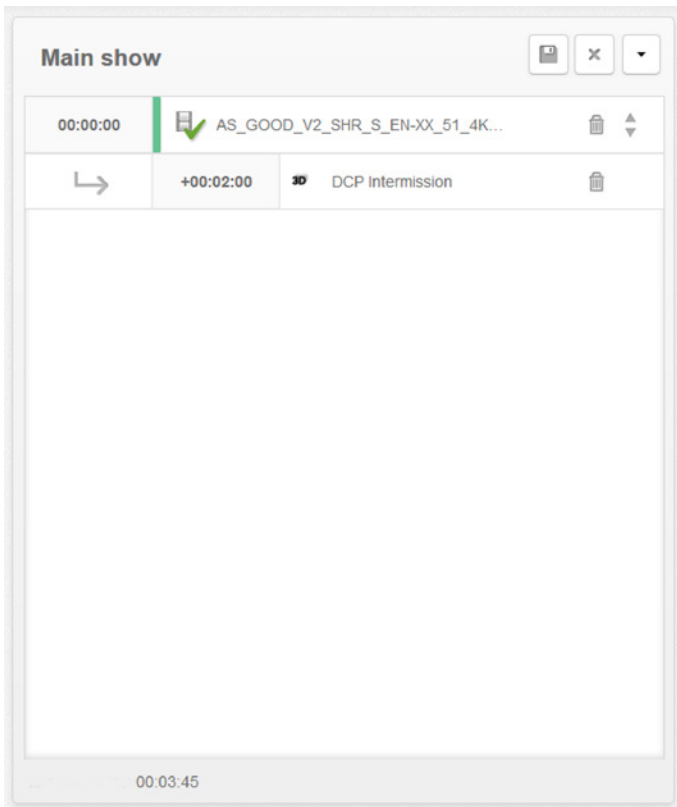 Main show
00:00:00 AS_GOOD_V2_SHR_S_EN-XX_51_4K...
+00:02:00 3D DCP Intermission
00:03:45